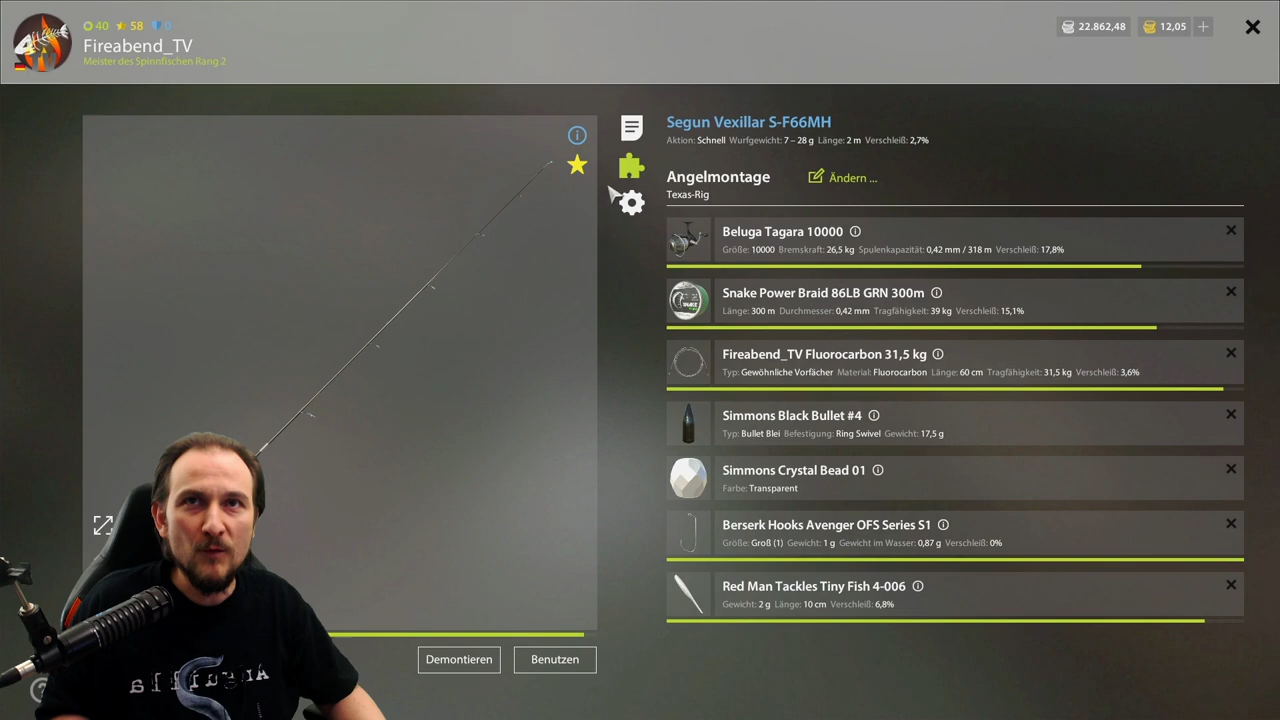 40 58 0
Fireabend_TV
Meister des Spinnfischen Rang 2
22.862,48 12,05
Segun Vexillar S-F66MH
Aktion: Schnell Wurfgewicht: 7 – 28 g Länge: 2 m Verschleiß: 2,7%
Angelmontage Ändern ...
Texas-Rig
Beluga Tagara 10000
Größe: 10000 Bremskraft: 26,5 kg Spulenkapazität: 0,42 mm / 318 m Verschleiß: 17,8%
Snake Power Braid 86LB GRN 300m
Länge: 300 m Durchmesser: 0,42 mm Tragfähigkeit: 39 kg Verschleiß: 15,1%
Fireabend_TV Fluorocarbon 31,5 kg
Typ: Gewöhnliche Vorfächer Material: Fluorocarbon Länge: 60 cm Tragfähigkeit: 31,5 kg Verschleiß: 3,6%
Simmons Black Bullet #4
Typ: Bullet Blei Befestigung: Ring Swivel Gewicht: 17,5 g
Simmons Crystal Bead 01
Farbe: Transparent
Berserk Hooks Avenger OFS Series S1
Größe: Groß (1) Gewicht: 1 g Gewicht im Wasser: 0,87 g Verschleiß: 0%
Red Man Tackles Tiny Fish 4-006
Gewicht: 2 g Länge: 10 cm Verschleiß: 6,8%
Demontieren Benutzen